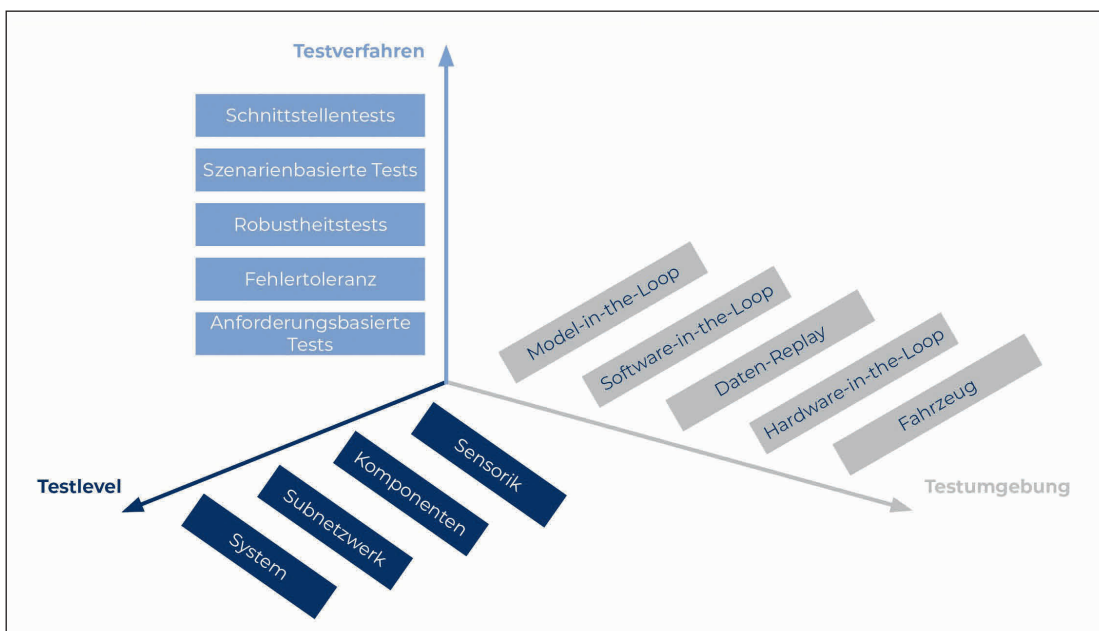 Testverfahren
Schnittstellentests
Szenarienbasierte Tests
Robustheitstests
Fehlertoleranz
Anforderungsbasierte
Tests
Model-in-the-Loop
Software-in-the-Loop
Daten-Replay
Hardware-in-the-Loop
Fahrzeug
Testumgebung
Sensorik
Komponenten
Subnetzwerk
System
Testlevel